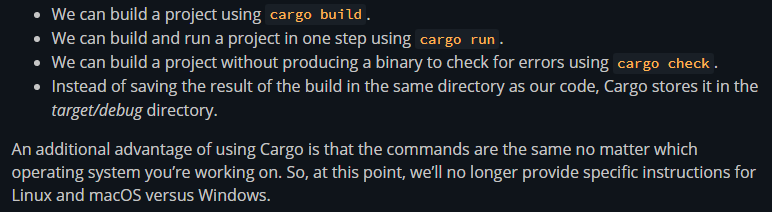 • We can build a project using cargo build.
• We can build and run a project in one step using cargo run.
• We can build a project without producing a binary to check for errors using cargo check.
• Instead of saving the result of the build in the same directory as our code, Cargo stores it in the
target/debug directory.
An additional advantage of using Cargo is that the commands are the same no matter which
operating system you’re working on. So, at this point, we’ll no longer provide specific instructions for
Linux and macOS versus Windows.